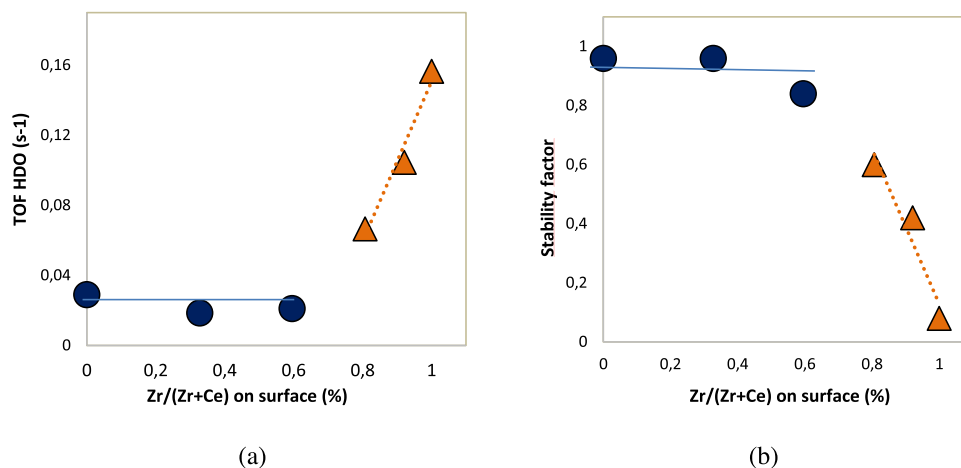 TOF HDO (s-1)
0,16
0,12
0,08
0,04
0
0 0,2 0,4 0,6 0,8 1
Zr/(Zr+Ce) on surface (%)
(a)
Stability factor
1
0,8
0,6
0,4
0,2
0
0 0,2 0,4 0,6 0,8 1
Zr/(Zr+Ce) on surface (%)
(b)